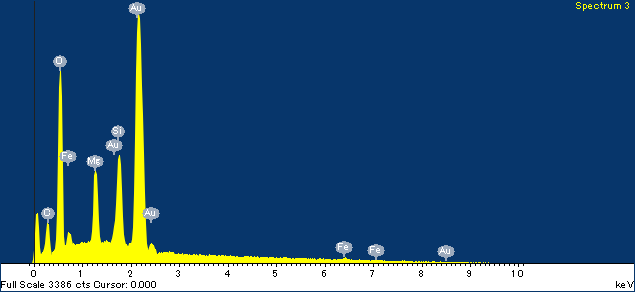 Spectrum 3
Au
O
Si
Au
Fe
Mg
O
Au
Fe
Fe
Au
0 1 2 3 4 5 6 7 8 9 10
Full Scale 3386 cts Cursor: 0.000 keV